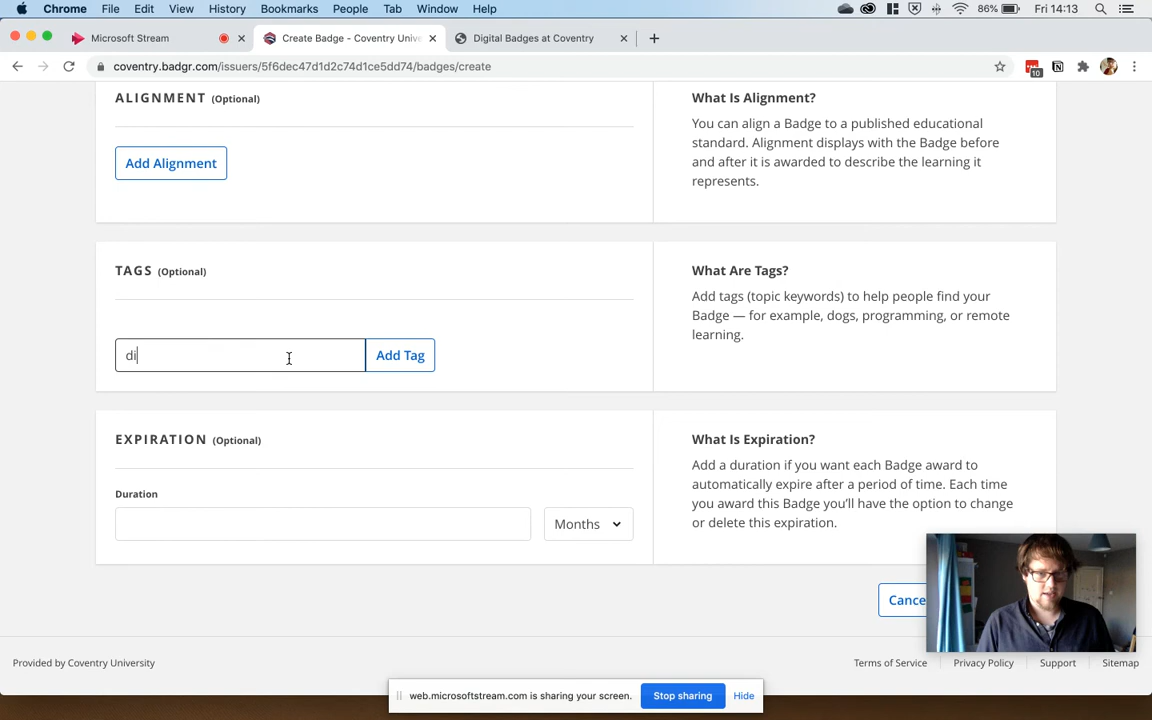 Chrome File Edit View History Bookmarks People Tab Window Help 86% Fri 14:13
Microsoft Stream Create Badge - Coventry Unive Digital Badges at Coventry
coventry.badgr.com/issuers/5f6dec47d1d2c74d1ce5dd74/badges/create 10
ALIGNMENT (Optional)
Add Alignment
What Is Alignment?
You can align a Badge to a published educational
standard. Alignment displays with the Badge before
and after it is awarded to describe the learning it
represents.
TAGS (Optional)
di
Add Tag
What Are Tags?
Add tags (topic keywords) to help people find your
Badge — for example, dogs, programming, or remote
learning.
EXPIRATION (Optional)
Duration
Months
What Is Expiration?
Add a duration if you want each Badge award to
automatically expire after a period of time. Each time
you award this Badge you'll have the option to change
or delete this expiration.
Cance
Provided by Coventry University
Terms of Service Privacy Policy Support Sitemap
web.microsoftstream.com is sharing your screen. Stop sharing Hide